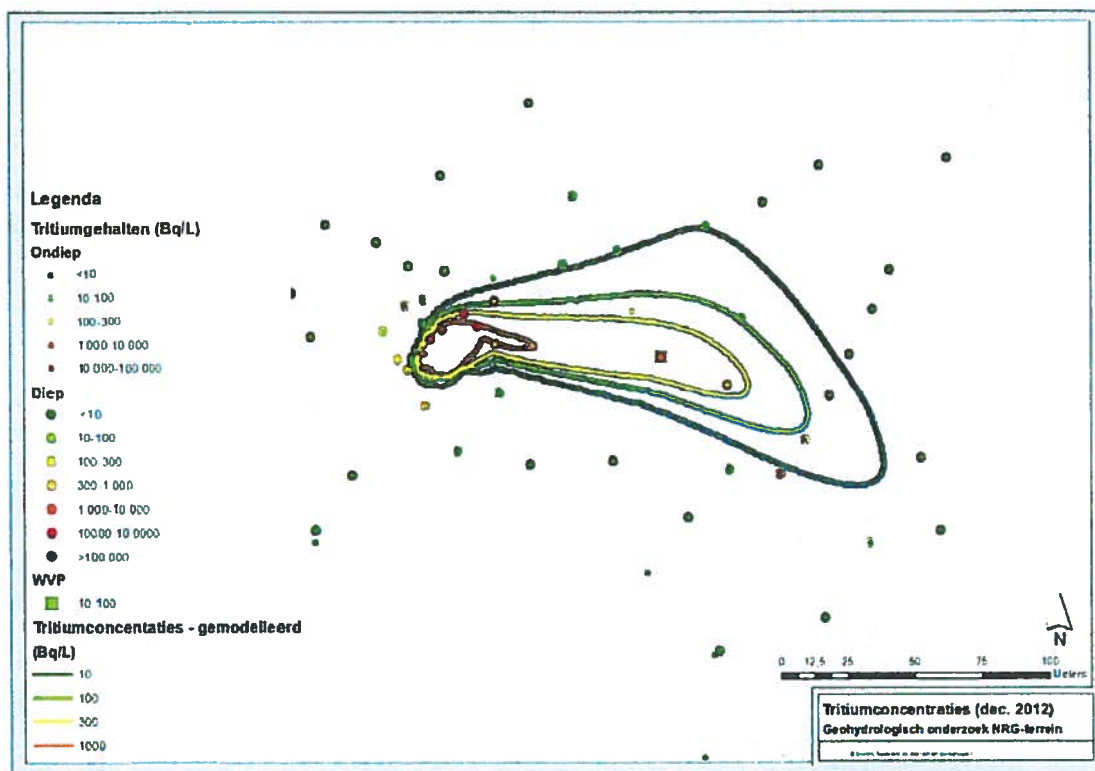 Legenda
Tritiumgehalten (Bq/L)
Ondiep
<10
10-100
100-300
1 000-10 000
10 000-100 000
Diep
<10
10-100
100-300
300-1 000
1 000-10 000
10000-10 0000
>100 000
WVP
10-100
Tritiumconcentaties - gemodelleerd
(Bq/L)
10
100
300
1000
N
0 12,5 25 50 75 100
Meters
Tritiumconcentraties (dec. 2012)
Geohydrologisch onderzoek NRG-terrein